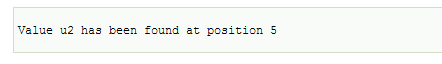 Value u2 has been found at position 5